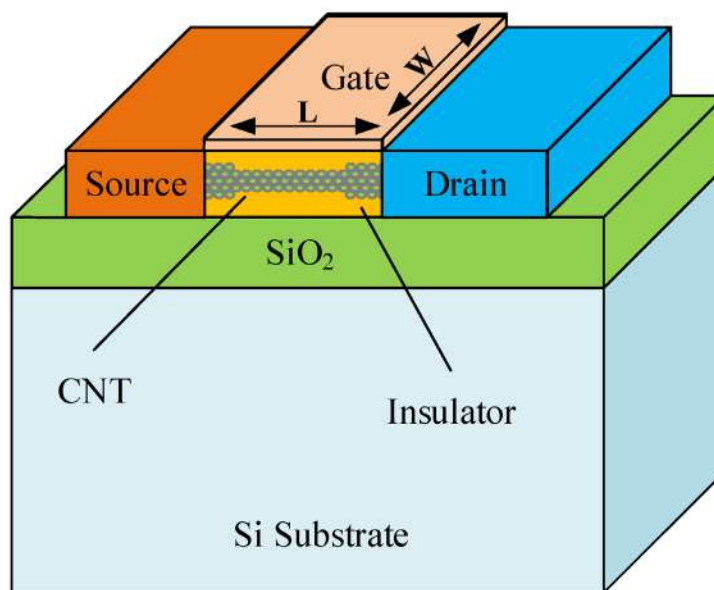 Gate
W
L
Source
Drain
SiO₂
CNT
Insulator
Si Substrate